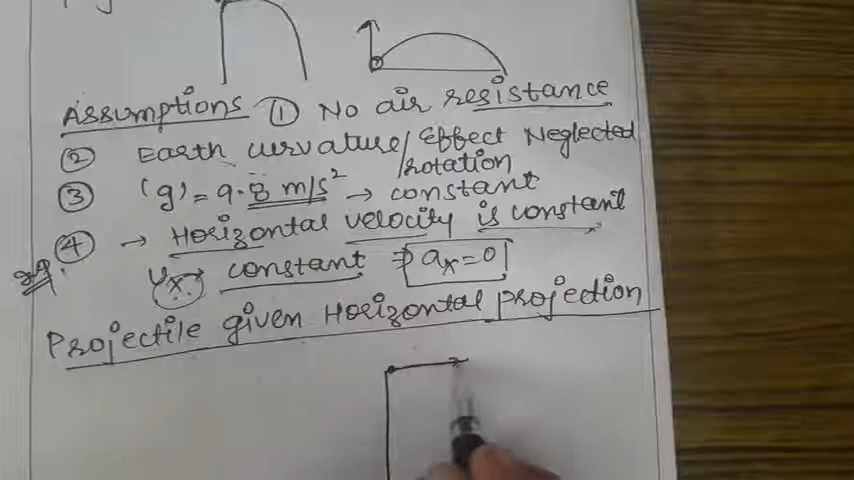 Assumptions ① No air resistance
② Earth curvature/Effect Neglected
/rotation
③ 'g' = 9.8 m/s² → constant
④ → Horizontal velocity is constant
constant ⇒ ax=0
Projectile given Horizontal projection